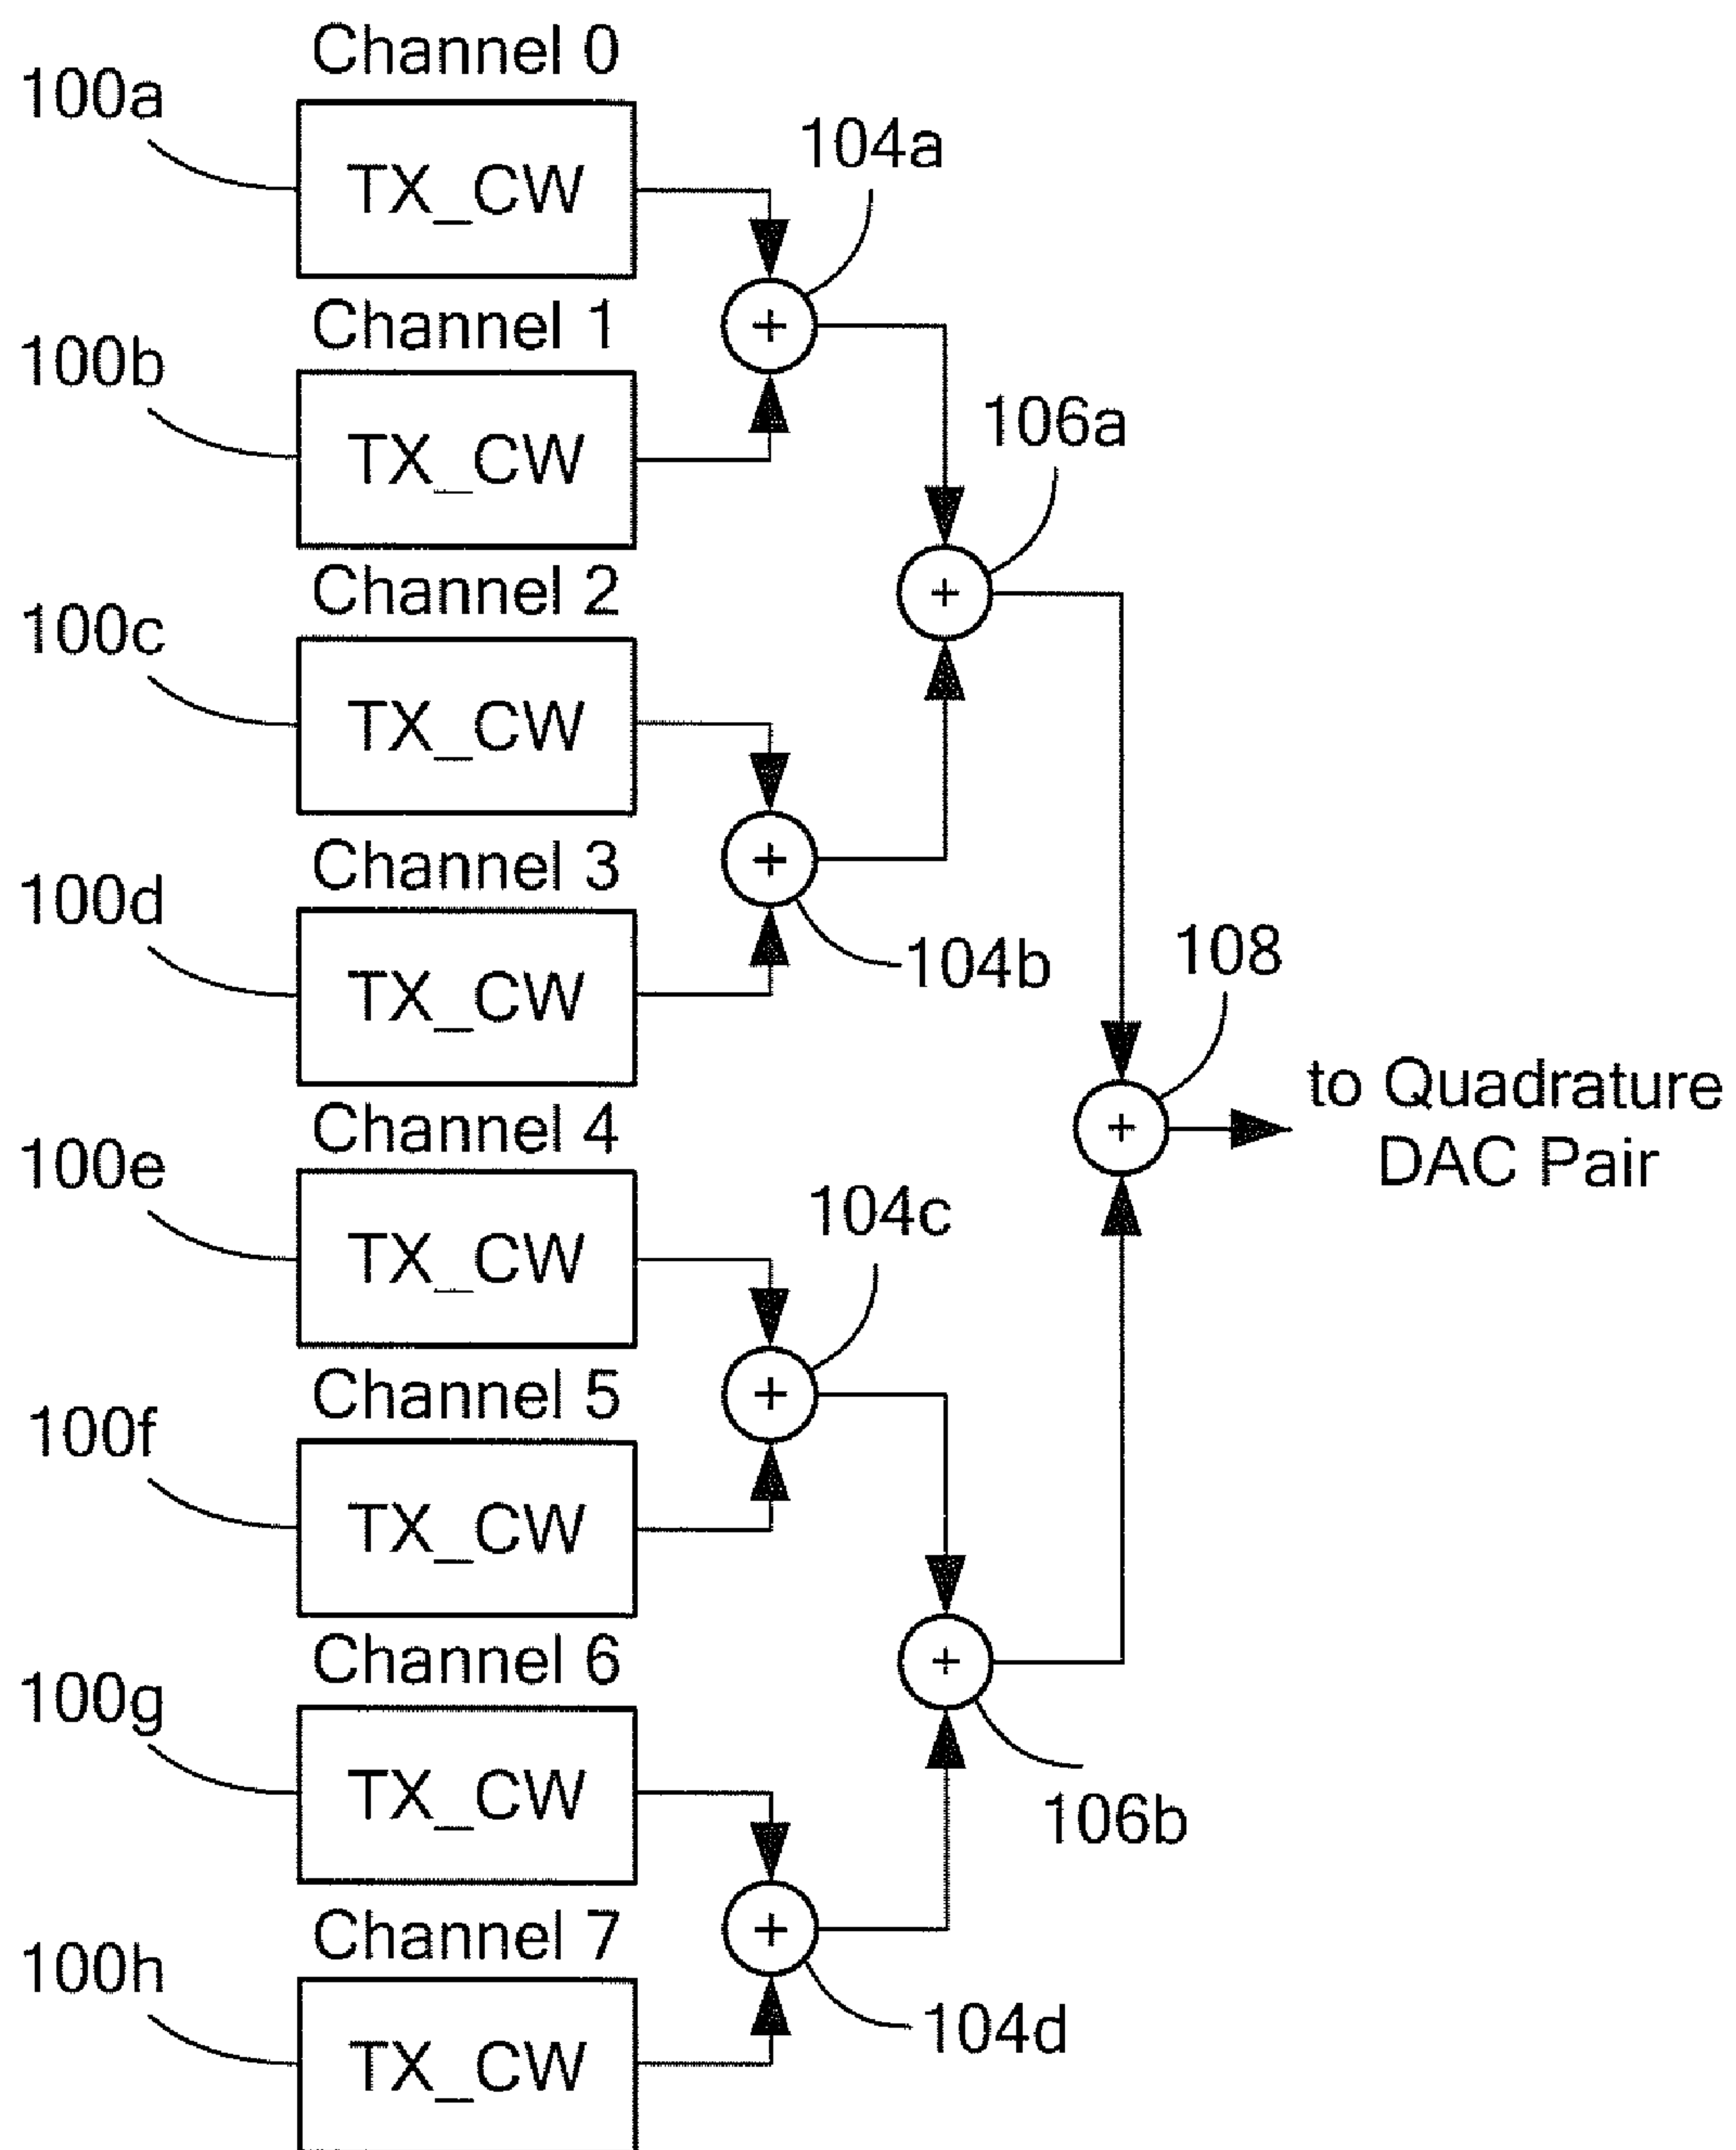 Channel 0
100a
TX_CW
104a
Channel 1
100b
TX_CW
106a
Channel 2
100c
TX_CW
Channel 3
100d
TX_CW
104b
108
to Quadrature
DAC Pair
Channel 4
100e
TX_CW
104c
Channel 5
100f
TX_CW
Channel 6
100g
TX_CW
106b
Channel 7
100h
TX_CW
104d
+
+
+
+
+
+
+